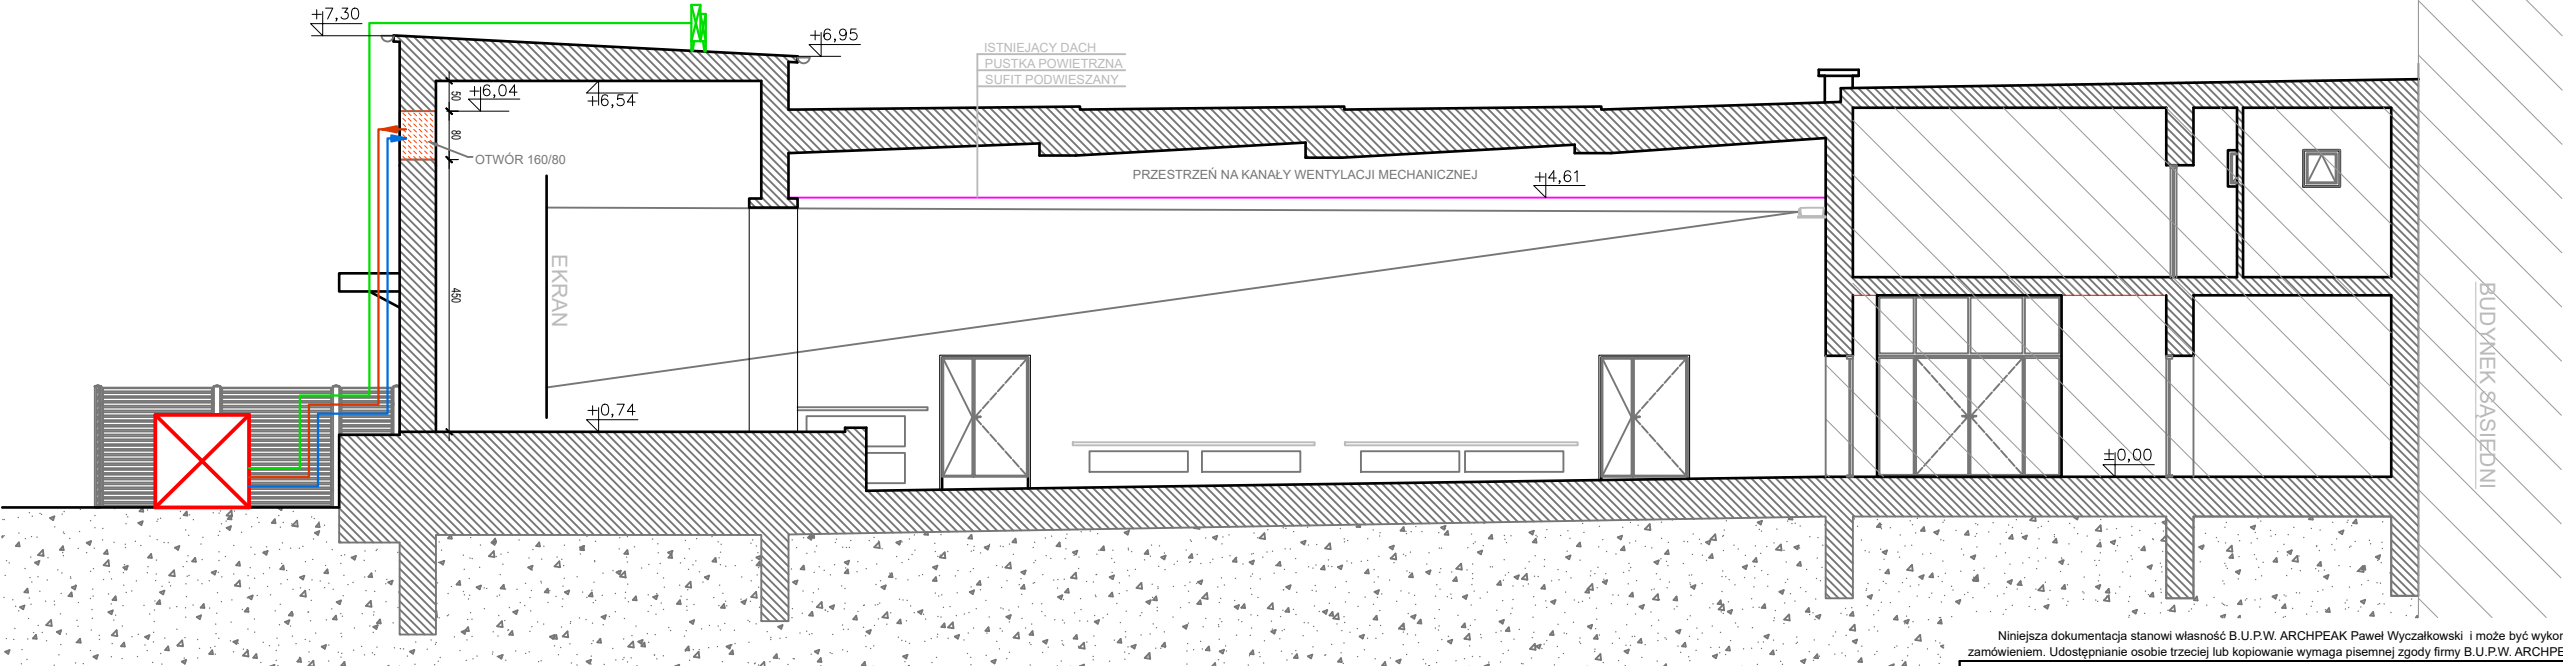 +7,30
+6,95
ISTNIEJACY DACH
PUSTKA POWIETRZNA
SUFIT PODWIESZANY
50
+6,04
+6,54
80
OTWÓR 160/80
PRZESTRZEŃ NA KANAŁY WENTYLACJI MECHANICZNEJ
+4,61
EKRAN
450
BUDYNEK SĄSIEDNI
+0,74
±0,00
Niniejsza dokumentacja stanowi własność B.U.P.W. ARCHPEAK Paweł Wyczałkowski i może być wykor
zamówieniem. Udostępnianie osobie trzeciej lub kopiowanie wymaga pisemnej zgody firmy B.U.P.W. ARCHPE